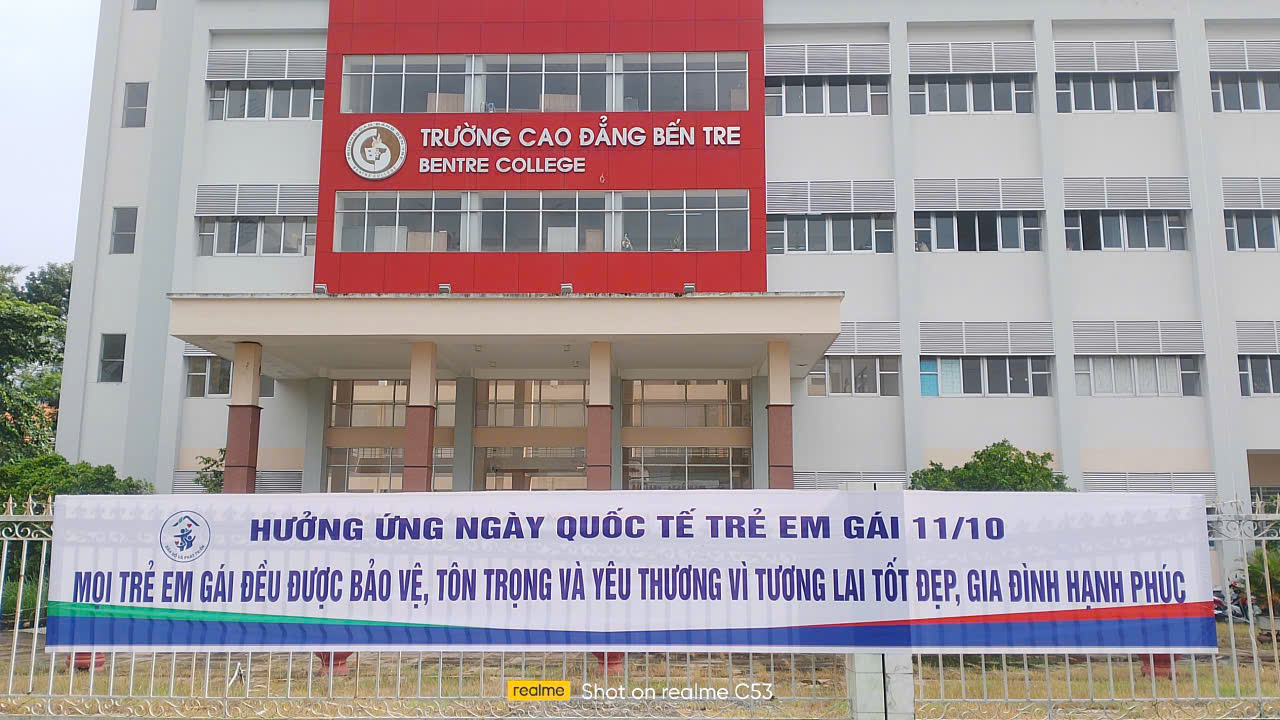 TRƯỜNG CAO ĐẲNG BẾN TRE
BENTRE COLLEGE
HƯỞNG ỨNG NGÀY QUỐC TẾ TRẺ EM GÁI 11/10
MỌI TRẺ EM GÁI ĐỀU ĐƯỢC BẢO VỆ, TÔN TRỌNG VÀ YÊU THƯƠNG VÌ TƯƠNG LAI TỐT ĐẸP, GIA ĐÌNH HẠNH PHÚC
realme Shot on realme C53